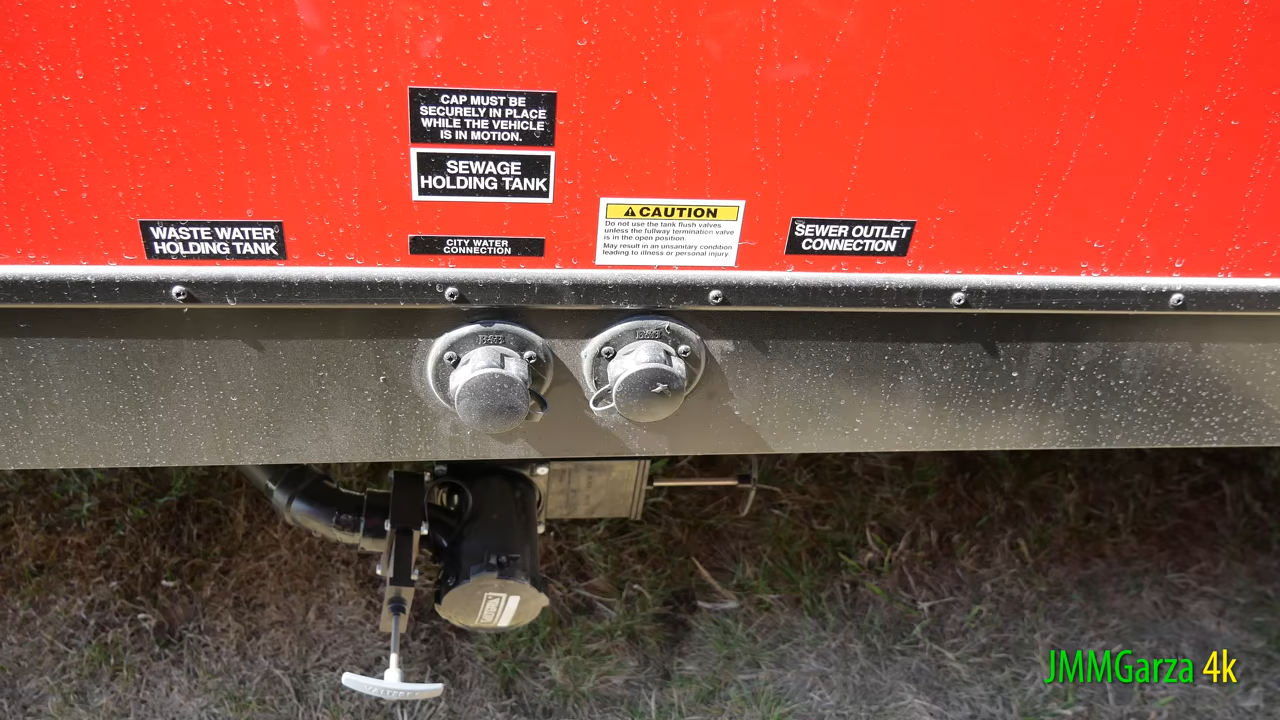 CAP MUST BE
SECURELY IN PLACE
WHILE THE VEHICLE
IS IN MOTION.
SEWAGE
HOLDING TANK
WASTE WATER
HOLDING TANK
CITY WATER
CONNECTION
CAUTION
Do not use the tank flush valves
unless the fullway termination valve
is in the open position.
May result in an unsanitary condition
leading to illness or personal injury
SEWER OUTLET
CONNECTION
VALTERRA
JMMGarza 4k